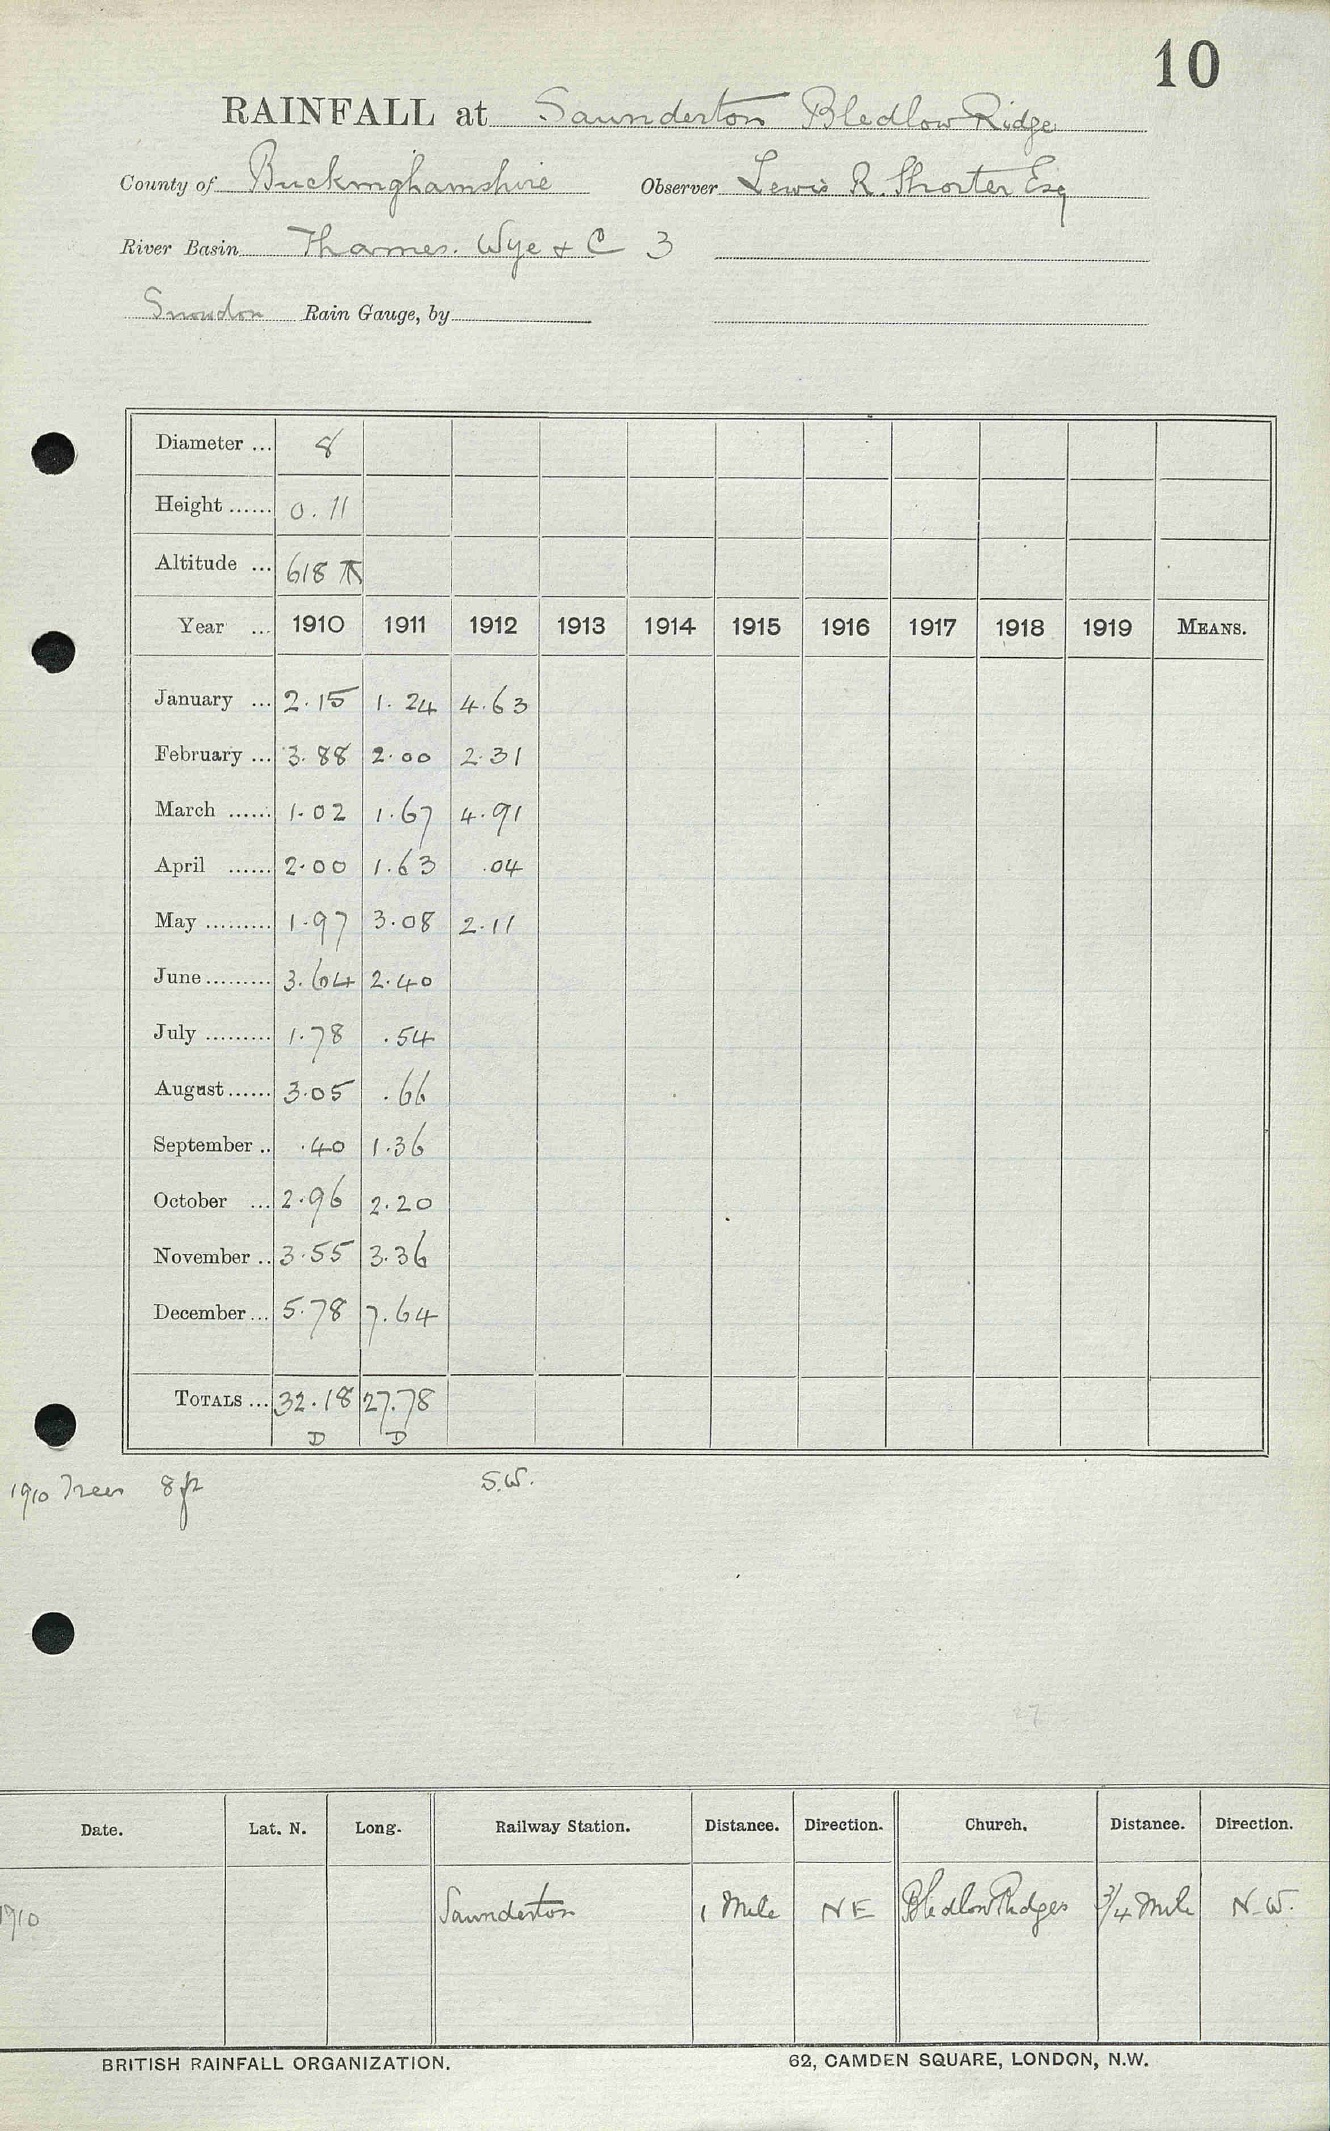 10
RAINFALL at Saunderton Bledlow Ridge
County of Buckinghamshire Observer Lewis R. Shorter Esq
River Basin Thames. Wye & C 3
Snowdon Rain Gauge, by
Diameter ... 8
Height ...... 0.11
Altitude ... 618
Year ... 1910 1911 1912 1913 1914 1915 1916 1917 1918 1919 MEANS.
January ... 2.15 1.24 4.63
February ... 3.88 2.00 2.31
March ...... 1.02 1.67 4.91
April ...... 2.00 1.63 .04
May ......... 1.97 3.08 2.11
June ......... 3.64 2.40
July ......... 1.78 .54
August ...... 3.05 .66
September .. .40 1.36
October ... 2.96 2.20
November .. 3.55 3.36
December ... 5.78 7.64
TOTALS ... 32.18 27.78
D D
1910 Trees 8ft S.W.
Date. Lat. N. Long. Railway Station. Distance. Direction. Church. Distance. Direction.
1910 Saunderton 1 Mile NE Bledlow Ridges 3/4 Mile N.W.
BRITISH RAINFALL ORGANIZATION. 62, CAMDEN SQUARE, LONDON, N.W.